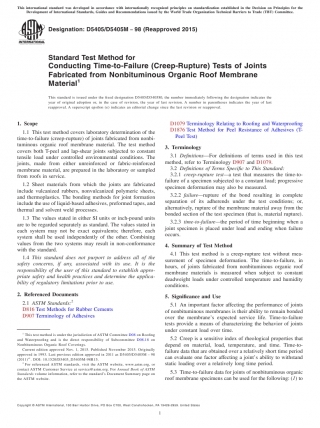 This international standard was developed in accordance with internationally recognized principles on standardization established in the Decision on Principles for the
Development of International Standards, Guides and Recommendations issued by the World Trade Organization Technical Barriers to Trade (TBT) Committee.
Designation: D5405/D5405M − 98 (Reapproved 2015)
INTERNATIONAL
Standard Test Method for
Conducting Time-to-Failure (Creep-Rupture) Tests of Joints
Fabricated from Nonbituminous Organic Roof Membrane
Material1
This standard is issued under the fixed designation D5405/D5405M; the number immediately following the designation indicates the
year of original adoption or, in the case of revision, the year of last revision. A number in parentheses indicates the year of last
reapproval. A superscript epsilon (ε) indicates an editorial change since the last revision or reapproval.
1. Scope
1.1 This test method covers laboratory determination of the
time-to-failure (creep-rupture) of joints fabricated from nonbi-
tuminous organic roof membrane material. The test method
covers both T-peel and lap-shear joints subjected to constant
tensile load under controlled environmental conditions. The
joints, made from either nonreinforced or fabric-reinforced
membrane material, are prepared in the laboratory or sampled
from roofs in service.
1.2 Sheet materials from which the joints are fabricated
include vulcanized rubbers, nonvulcanized polymeric sheets,
and thermoplastics. The bonding methods for joint formation
include the use of liquid-based adhesives, preformed tapes, and
thermal and solvent weld processes.
1.3 The values stated in either SI units or inch-pound units
are to be regarded separately as standard. The values stated in
each system may not be exact equivalents; therefore, each
system shall be used independently of the other. Combining
values from the two systems may result in non-conformance
with the standard.
1.4 This standard does not purport to address all of the
safety concerns, if any, associated with its use. It is the
responsibility of the user of this standard to establish appro-
priate safety and health practices and determine the applica-
bility of regulatory limitations prior to use.
2. Referenced Documents
2.1 ASTM Standards:2
D816 Test Methods for Rubber Cements
D907 Terminology of Adhesives
1 This test method is under the jurisdiction of ASTM Committee D08 on Roofing
and Waterproofing and is the direct responsibility of Subcommittee D08.18 on
Nonbituminous Organic Roof Coverings.
Current edition approved Nov. 1, 2015. Published November 2015. Originally
approved in 1993. Last previous edition approved in 2011 as D5405/D5405M – 98
(2011)
2 For referenced ASTM standards, visit the ASTM website, www.astm.org, or
contact ASTM Customer Service at service@astm.org. For Annual Book of ASTM
Standards volume information, refer to the standard's Document Summary page on
the ASTM website.
D1079 Terminology Relating to Roofing and Waterproofing
D1876 Test Method for Peel Resistance of Adhesives (T-
Peel Test)
3. Terminology
3.1 Definitions—For definitions of terms used in this test
method, refer to Terminology D907 and D1079.
3.2 Definitions of Terms Specific to This Standard:
3.2.1 creep-rupture test—a test that measures the time-to-
failure of a specimen subjected to a constant load; progressive
specimen deformation may also be measured.
3.2.2 failure—rupture of the bond resulting in complete
separation of its adherends under the test conditions; or,
alternatively, rupture of the membrane material away from the
bonded section of the test specimen (that is, material rupture).
3.2.3 time-to-failure—the period of time beginning when a
joint specimen is placed under load and ending when failure
occurs.
4. Summary of Test Method
4.1 This test method is a creep-rupture test without mea-
surement of specimen deformation. The time-to-failure, in
hours, of joints fabricated from nonbituminous organic roof
membrane materials is measured when subject to constant
deadweight loads under controlled temperature and humidity
conditions.
5. Significance and Use
5.1 An important factor affecting the performance of joints
of nonbituminous membranes is their ability to remain bonded
over the membrane's expected service life. Time-to-failure
tests provide a means of characterizing the behavior of joints
under constant load over time.
5.2 Creep is a sensitive index of rheological properties that
depend on material, load, temperature, and time. Time-to-
failure data that are obtained over a relatively short time period
can evaluate one factor affecting a joint's ability to withstand
static loading over a relatively long time period.
5.3 Time-to-failure data for joints of nonbituminous organic
roof membrane specimens can be used for the following: (1) to
Copyright © ASTM International, 100 Barr Harbor Drive, PO Box C700, West Conshohocken, PA 19428-2959. United States
1